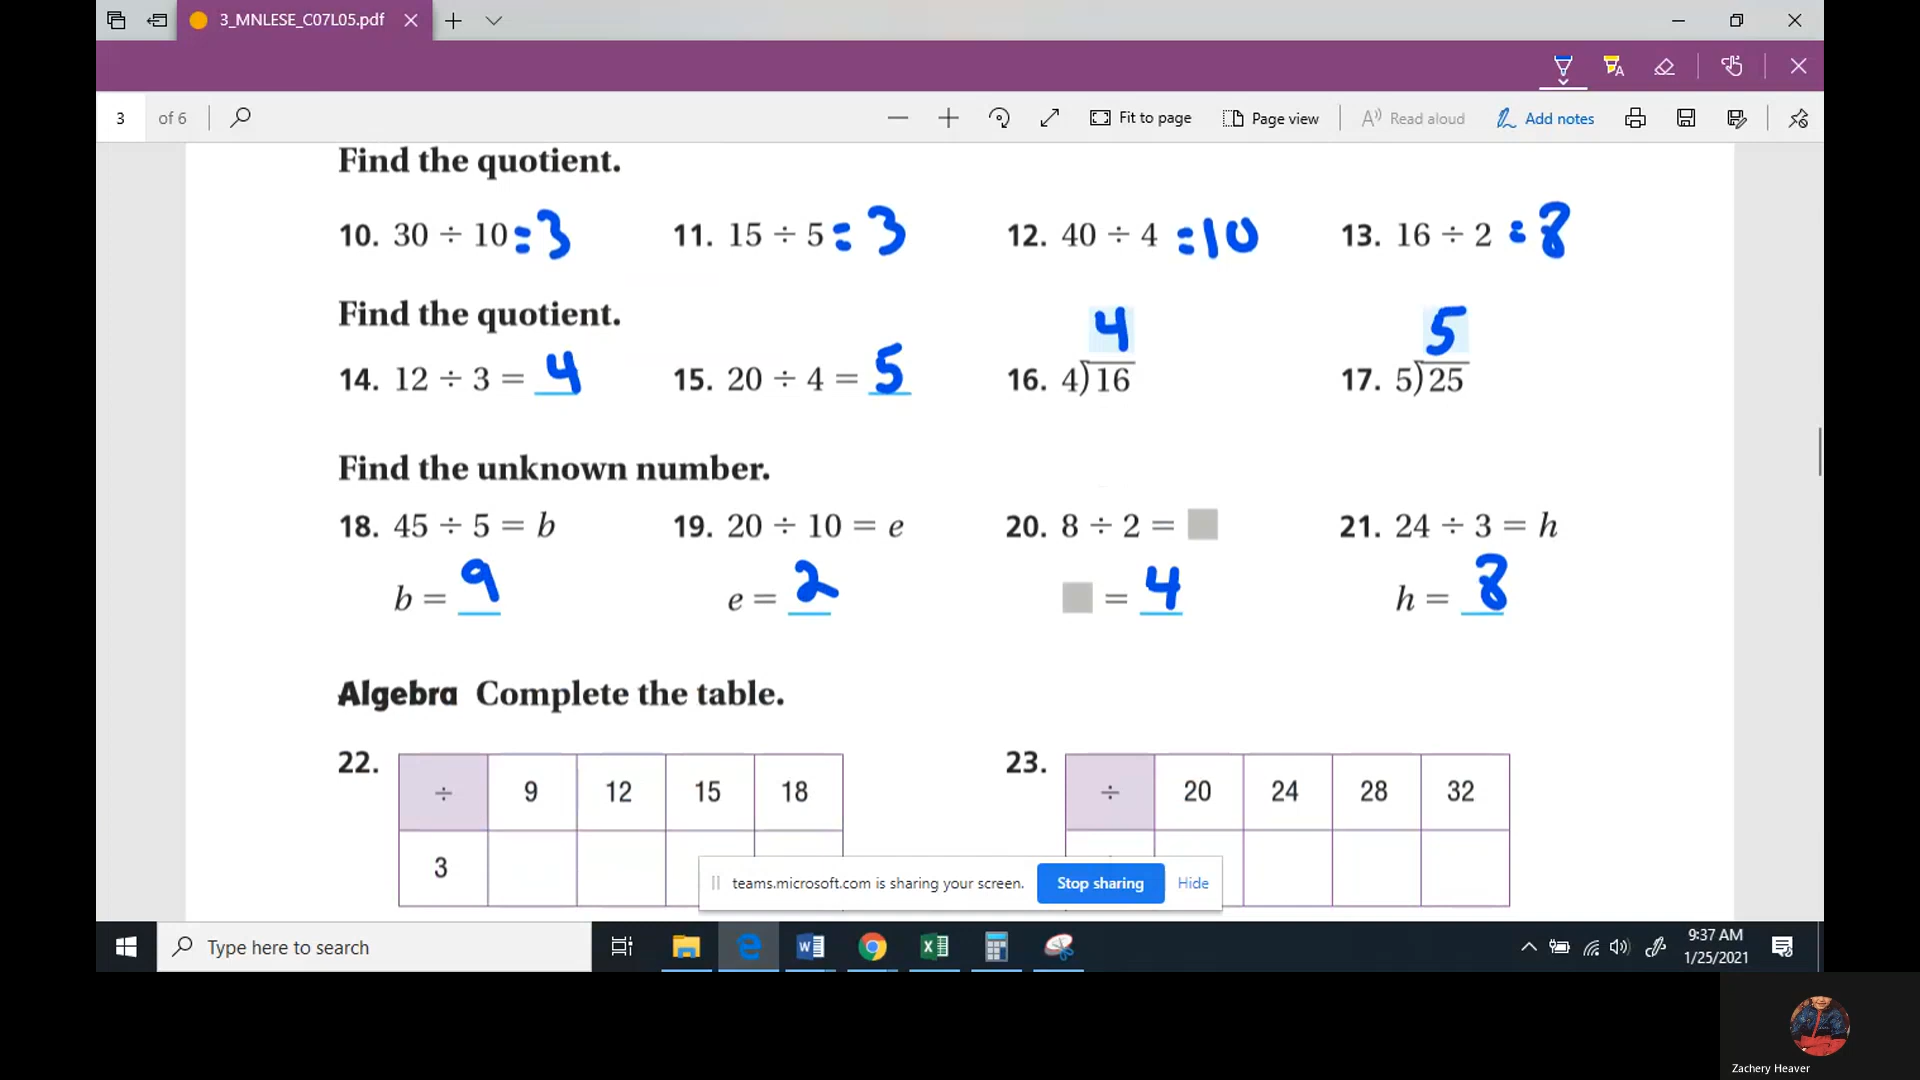 3_MNLESE_C07L05.pdf
3 of 6 Fit to page Page view Read aloud Add notes
Find the quotient.
10. 30 ÷ 10 = 3 11. 15 ÷ 5 = 3 12. 40 ÷ 4 = 10 13. 16 ÷ 2 = 8
Find the quotient.
4 5
14. 12 ÷ 3 = 4 15. 20 ÷ 4 = 5 16. 4)16 17. 5)25
Find the unknown number.
18. 45 ÷ 5 = b 19. 20 ÷ 10 = e 20. 8 ÷ 2 = 21. 24 ÷ 3 = h
b = 9 e = 2 = 4 h = 8
Algebra Complete the table.
22. ÷ 9 12 15 18 23. ÷ 20 24 28 32
3
teams.microsoft.com is sharing your screen. Stop sharing Hide
Type here to search 9:37 AM
1/25/2021
Zachery Heaver